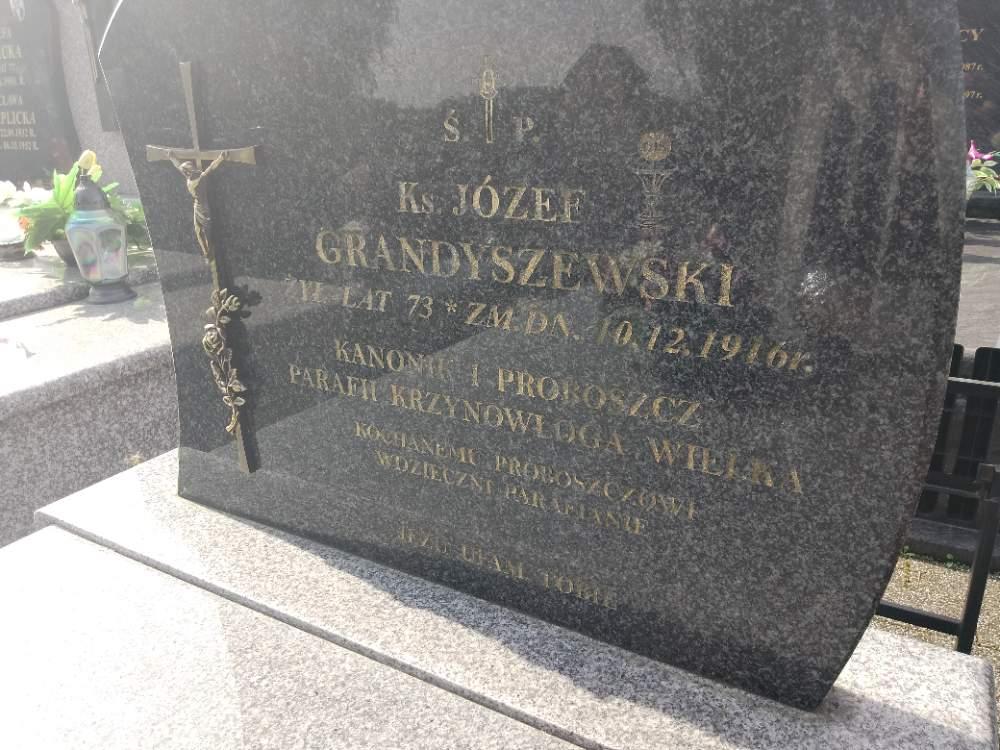 Ś. P.
Ks. JÓZEF
GRANDYSZEWSKI
ŻYŁ LAT 73 * ZM. DN. 10.12.1916r.
KANONIK I PROBOSZCZ
PARAFII KRZYNOWŁOGA WIELKA
KOCHANEMU PROBOSZCZOWI
WDZIĘCZNI PARAFIANIE
JEZU UFAM TOBIE